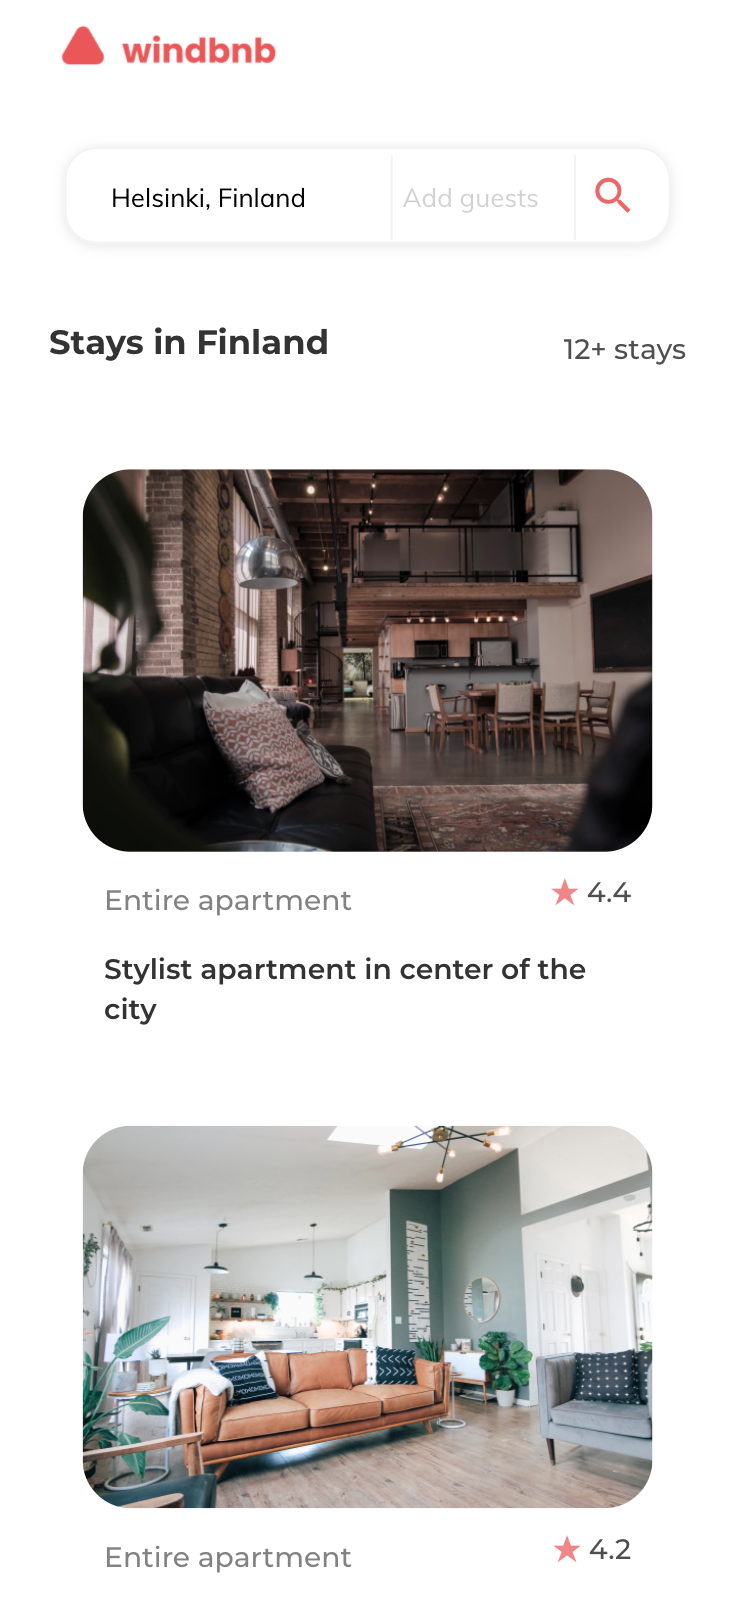 windbnb
Helsinki, Finland Add guests
Stays in Finland 12+ stays
Entire apartment 4.4
Stylist apartment in center of the
city
Entire apartment 4.2